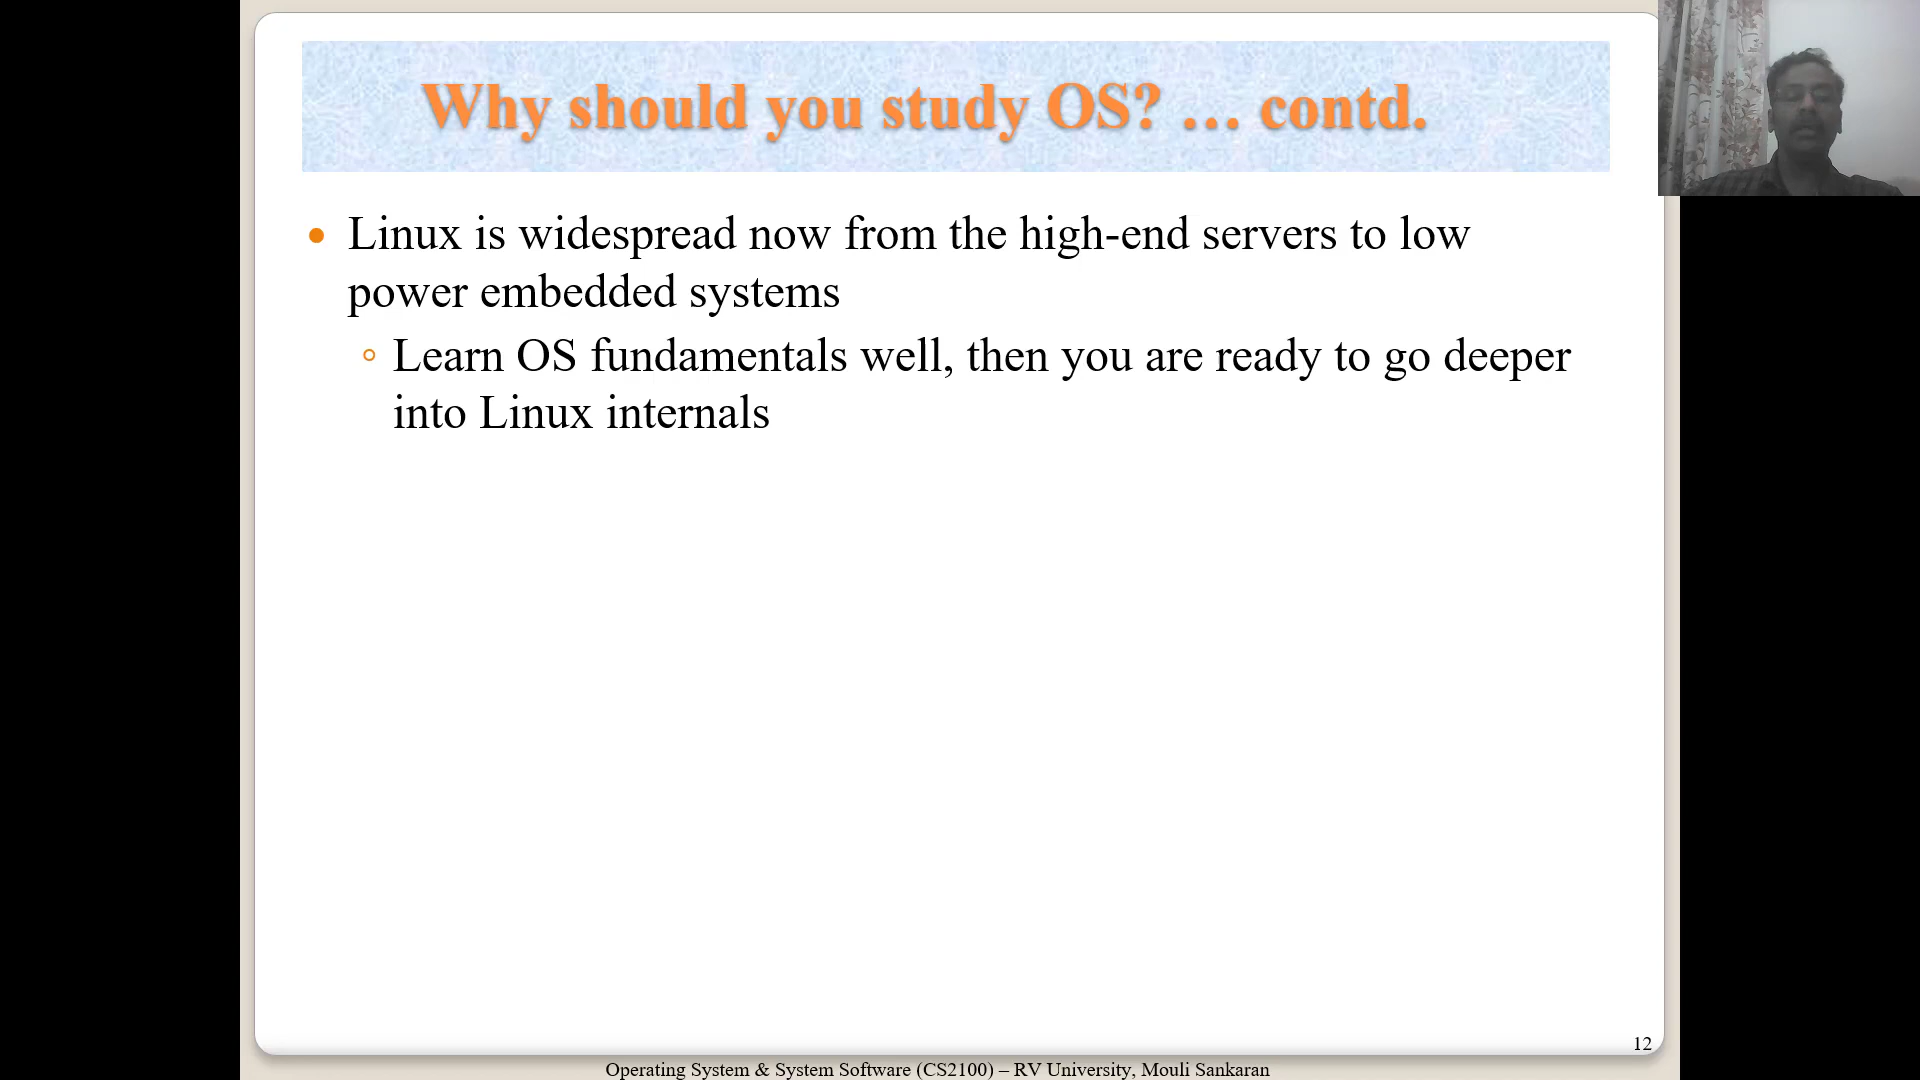 Why should you study OS? … contd.
• Linux is widespread now from the high-end servers to low
power embedded systems
◦ Learn OS fundamentals well, then you are ready to go deeper
into Linux internals
12
Operating System & System Software (CS2100) – RV University, Mouli Sankaran